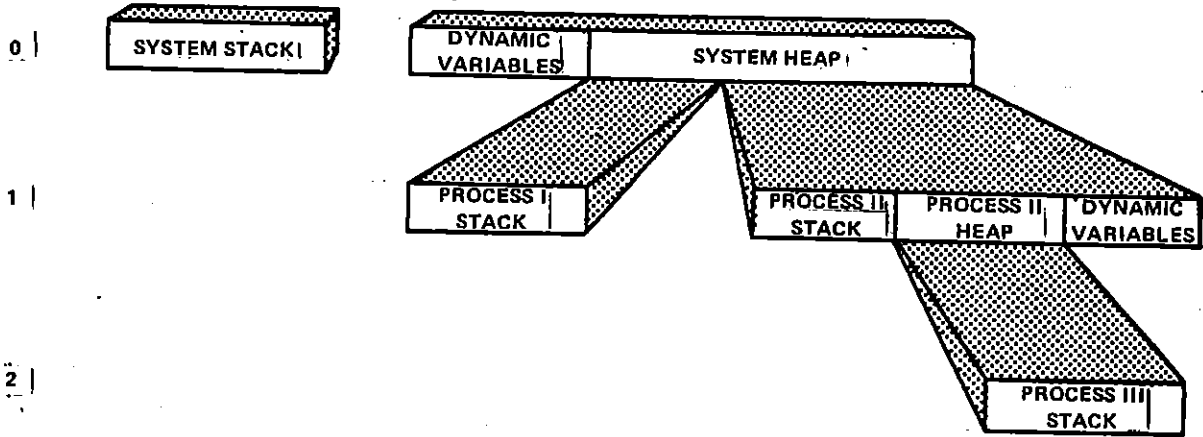 0
SYSTEM STACK
DYNAMIC
VARIABLES
SYSTEM HEAP
1
PROCESS I
STACK
PROCESS II
STACK
PROCESS II
HEAP
DYNAMIC
VARIABLES
2
PROCESS III
STACK